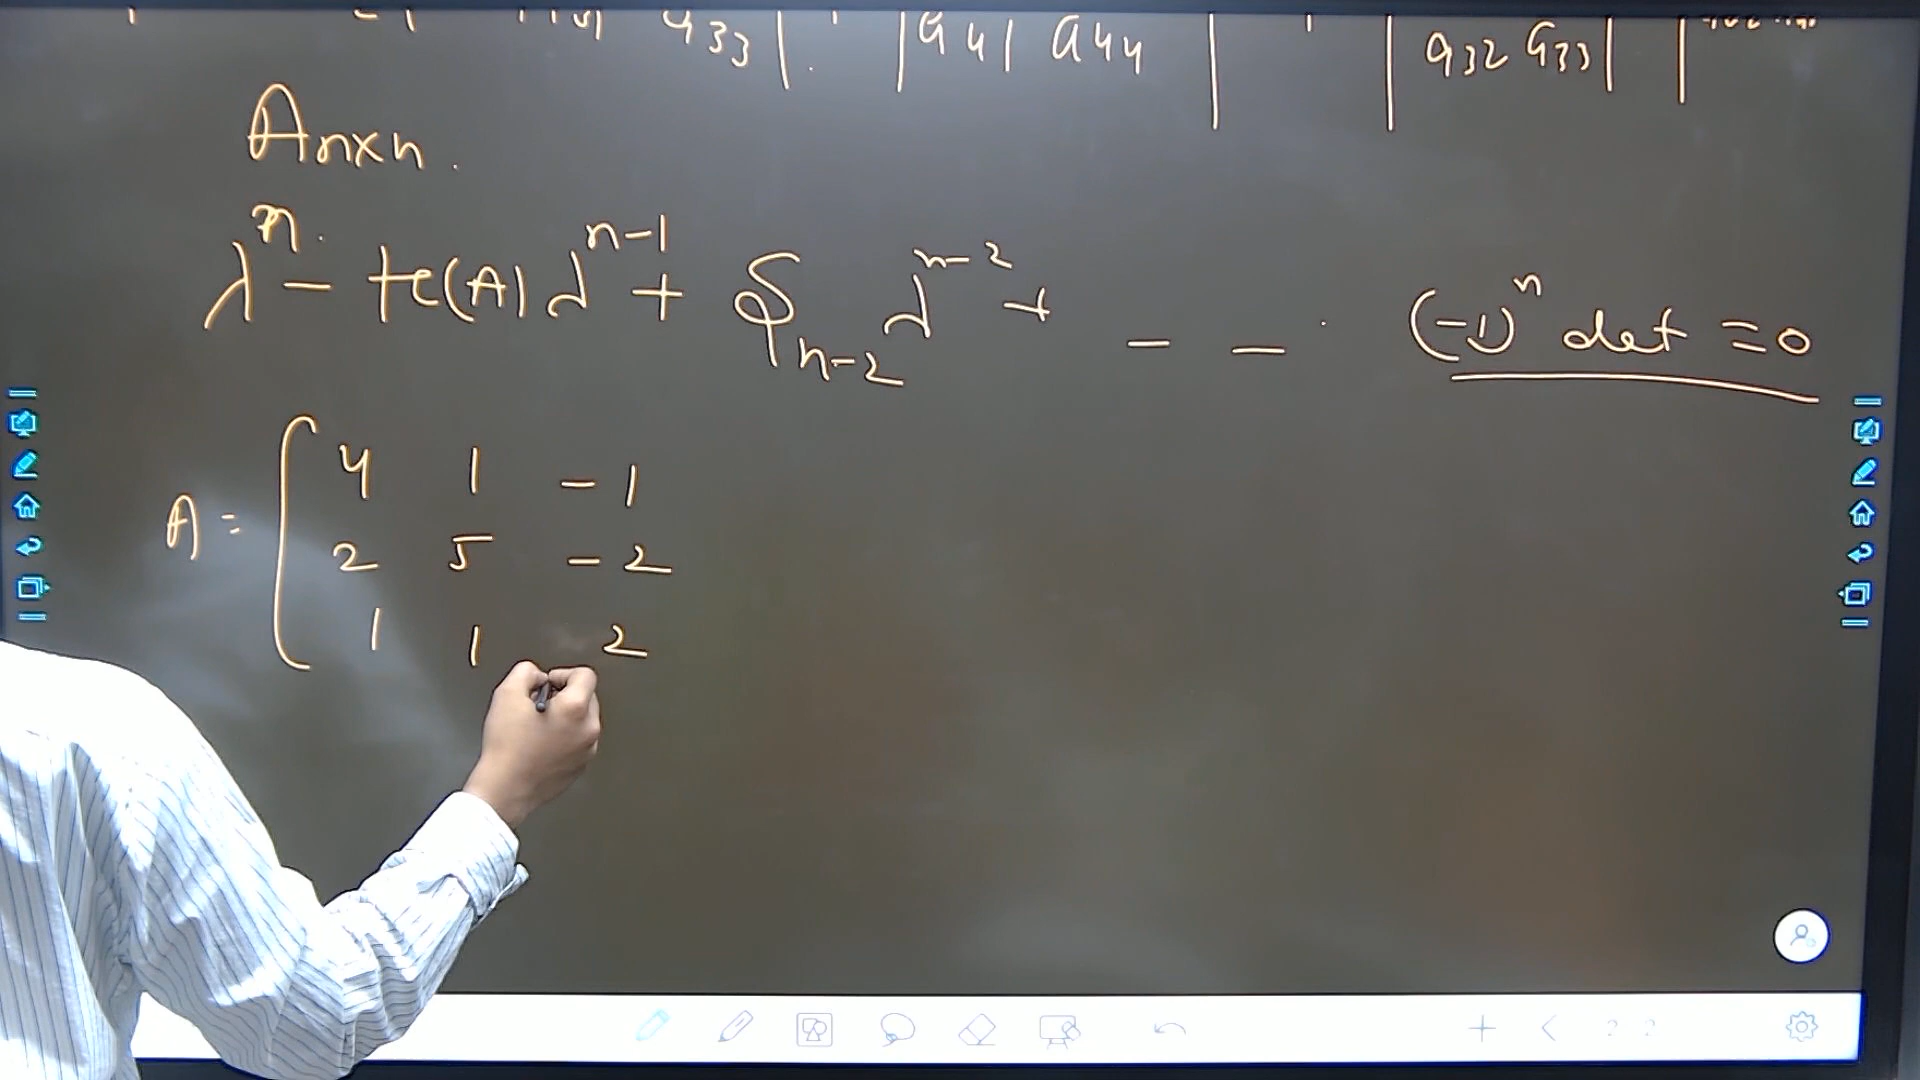 a33 | . | a41 a44 | | a32 a33 | |
Anxn .
λ^n - tr(A) λ^(n-1) + S_(n-2) λ^(n-2) + - - . (-1)^n det = 0
A = [ 4 1 -1
2 5 -2
1 1 2